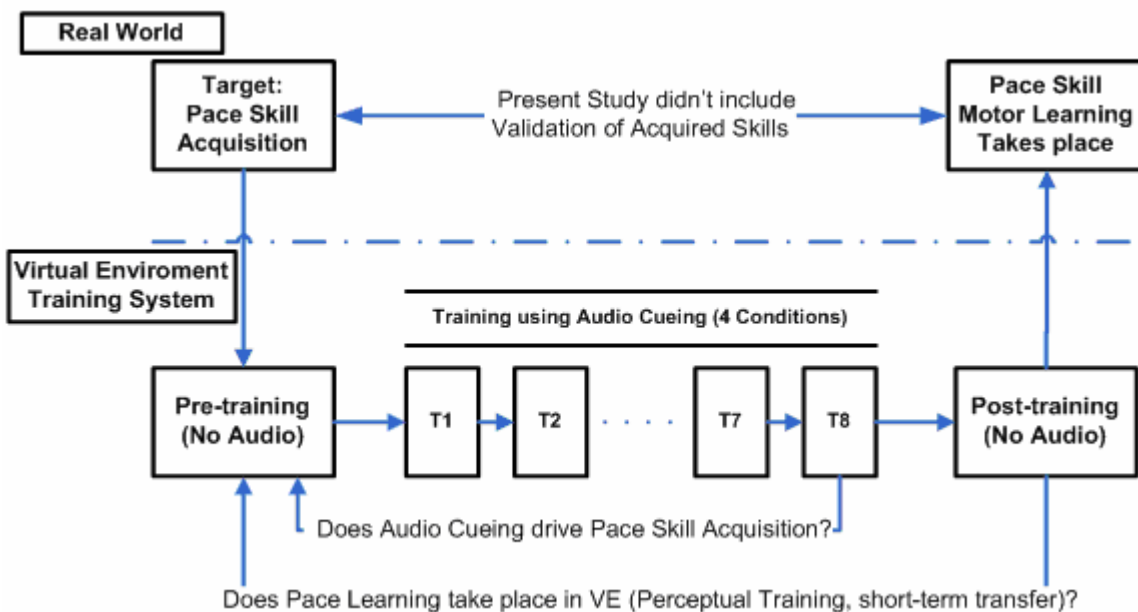 Real World
Target:
Pace Skill
Acquisition
Present Study didn't include
Validation of Acquired Skills
Pace Skill
Motor Learning
Takes place
Virtual Enviroment
Training System
Training using Audio Cueing (4 Conditions)
Pre-training
(No Audio)
T1
T2
T7
T8
Post-training
(No Audio)
Does Audio Cueing drive Pace Skill Acquisition?
Does Pace Learning take place in VE (Perceptual Training, short-term transfer)?